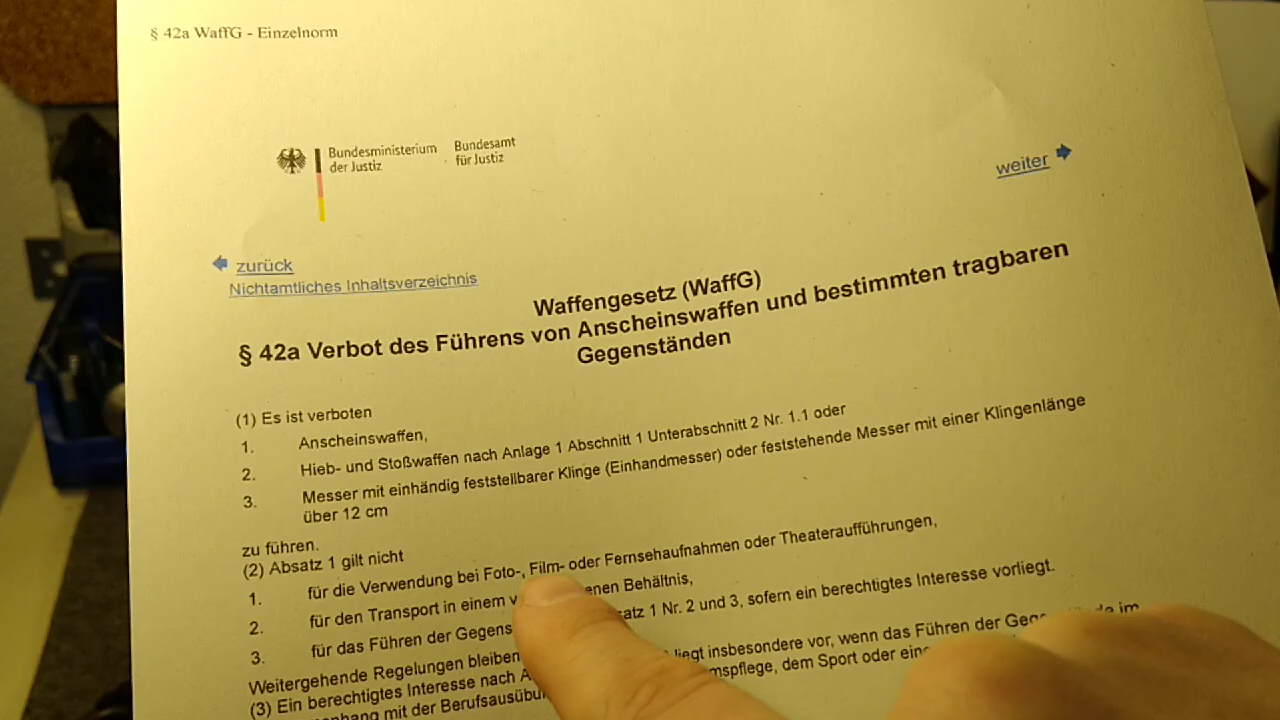 § 42a WaffG - Einzelnorm
Bundesministerium
der Justiz
Bundesamt
für Justiz
weiter
zurück
Nichtamtliches Inhaltsverzeichnis
Waffengesetz (WaffG)
§ 42a Verbot des Führens von Anscheinswaffen und bestimmten tragbaren
Gegenständen
(1) Es ist verboten
1. Anscheinswaffen,
2. Hieb- und Stoßwaffen nach Anlage 1 Abschnitt 1 Unterabschnitt 2 Nr. 1.1 oder
3. Messer mit einhändig feststellbarer Klinge (Einhandmesser) oder feststehende Messer mit einer Klingenlänge
über 12 cm
zu führen.
(2) Absatz 1 gilt nicht
1. für die Verwendung bei Foto-, Film- oder Fernsehaufnahmen oder Theateraufführungen,
2. für den Transport in einem Behältnis,
3. für das Führen der 1 Nr. 2 und 3, sofern ein berechtigtes Interesse vorliegt.
Weitergehende Regelungen bleiben
(3) Ein berechtigtes Interesse nach liegt insbesondere vor, wenn das Führen der im
mit der dem Sport oder